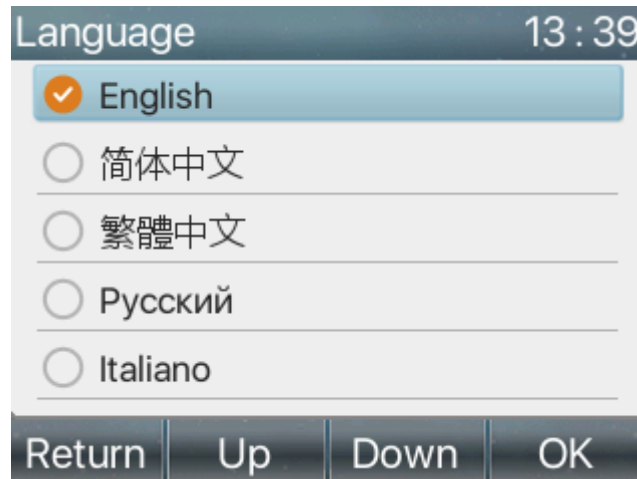 Language 13 : 39
English
简体中文
繁體中文
Русский
Italiano
Return Up Down OK